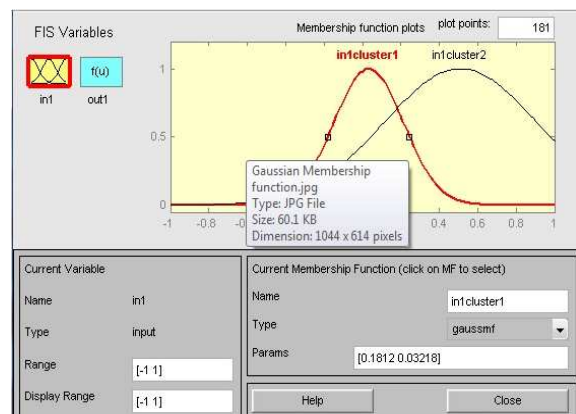 FIS Variables
Membership function plots
plot points:
181
f(u)
in1
out1
in1cluster1
in1cluster2
1
0.5
0
-1
-0.8
0.4
0.6
0.8
1
Gaussian Membership
function.jpg
Type: JPG File
Size: 60.1 KB
Dimension: 1044 x 614 pixels
Current Variable
Name
in1
Type
input
Range
[-1 1]
Display Range
[-1 1]
Current Membership Function (click on MF to select)
Name
in1cluster1
Type
gaussmf
Params
[0.1812 0.03218]
Help
Close